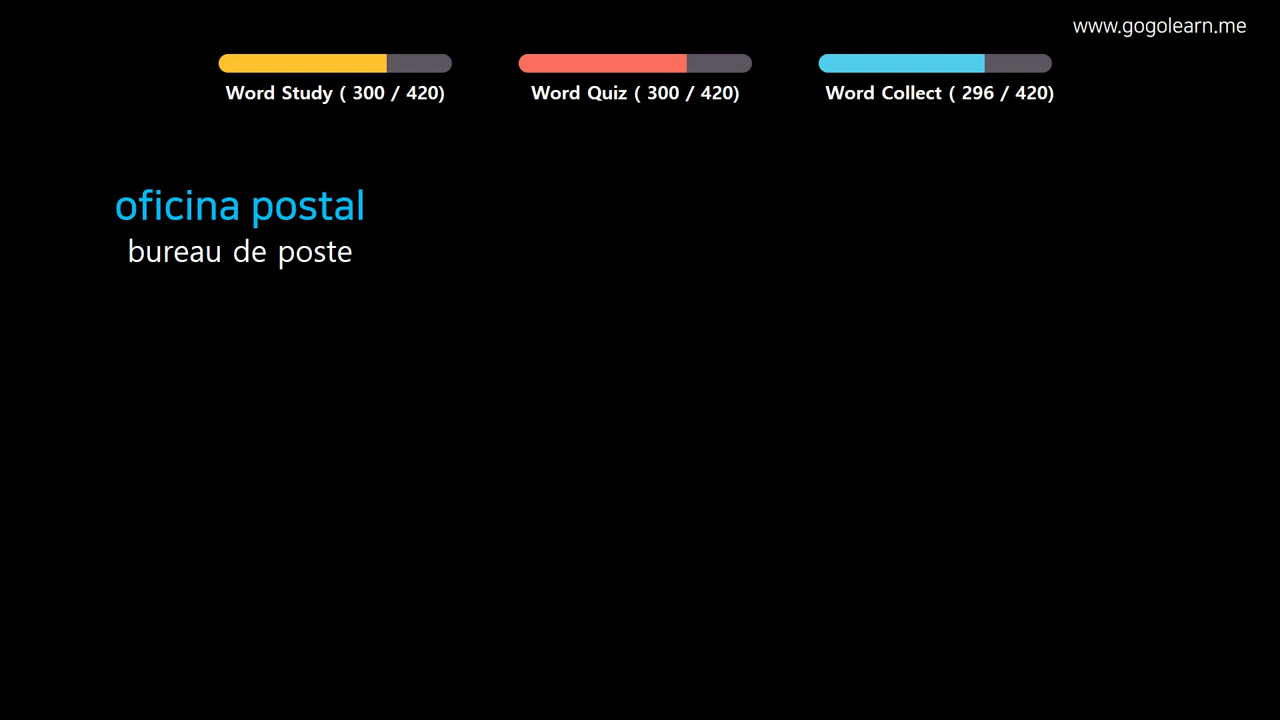 www.gogolearn.me
Word Study ( 300 / 420)
Word Quiz ( 300 / 420)
Word Collect ( 296 / 420)
oficina postal
bureau de poste